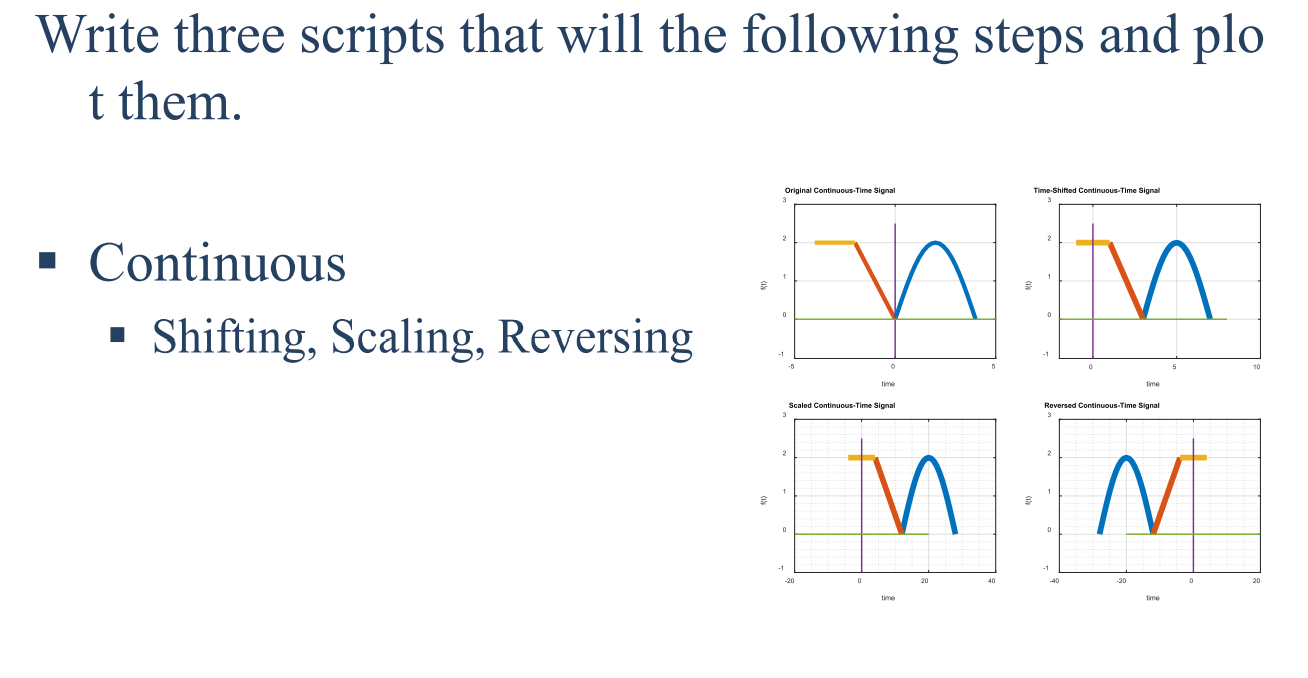 Write three scripts that will the following steps and plo
t them.
Continuous
Shifting, Scaling, Reversing
Original Continuous-Time Signal
3
2
1
0
-1
f(t)
-5
0
5
time
Time-Shifted Continuous-Time Signal
3
2
1
0
-1
f(t)
0
5
10
time
Scaled Continuous-Time Signal
3
2
1
0
-1
f(t)
-20
0
20
40
time
Reversed Continuous-Time Signal
3
2
1
0
-1
f(t)
-40
-20
0
20
time